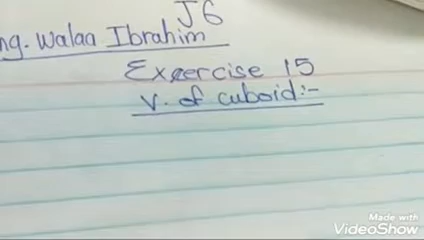 J6
ng. Walaa Ibrahim
Exercise 15
V. of cuboid:-
Made with
VideoShow